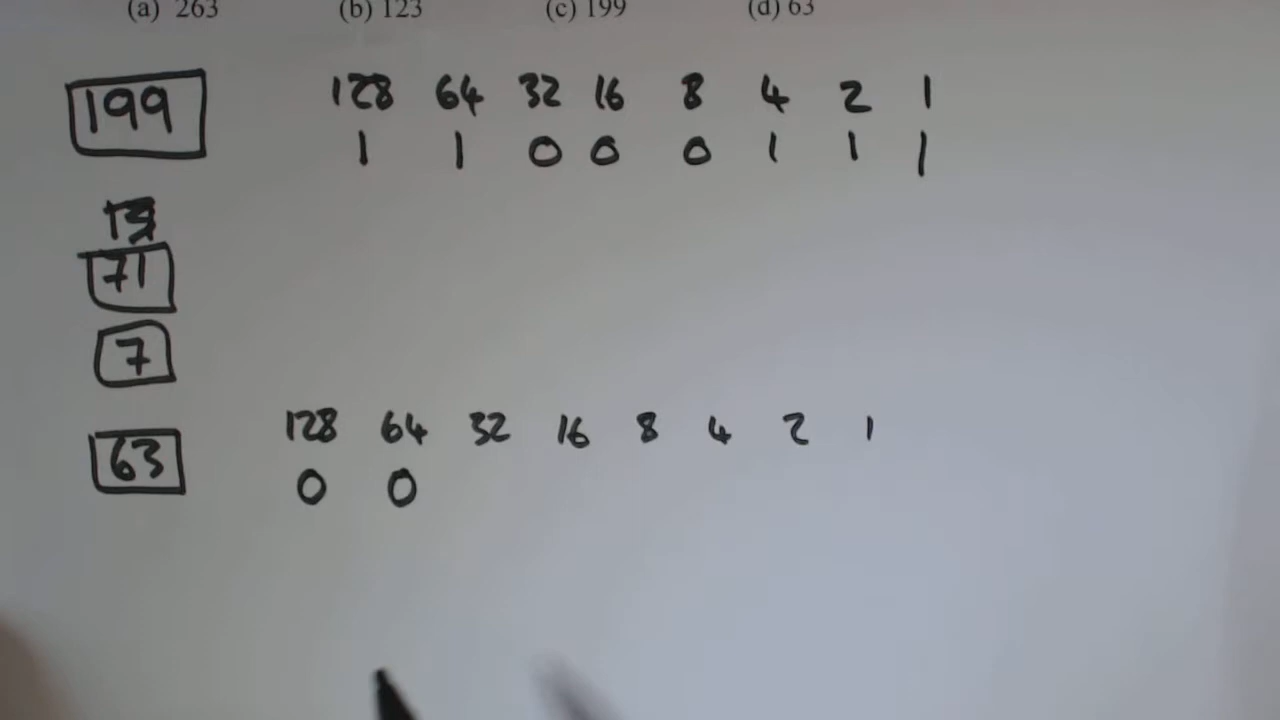 (a) 263 (b) 123 (c) 199 (d) 63
199 128 64 32 16 8 4 2 1
1 1 0 0 0 1 1 1
71
7
128 64 32 16 8 4 2 1
63 0 0